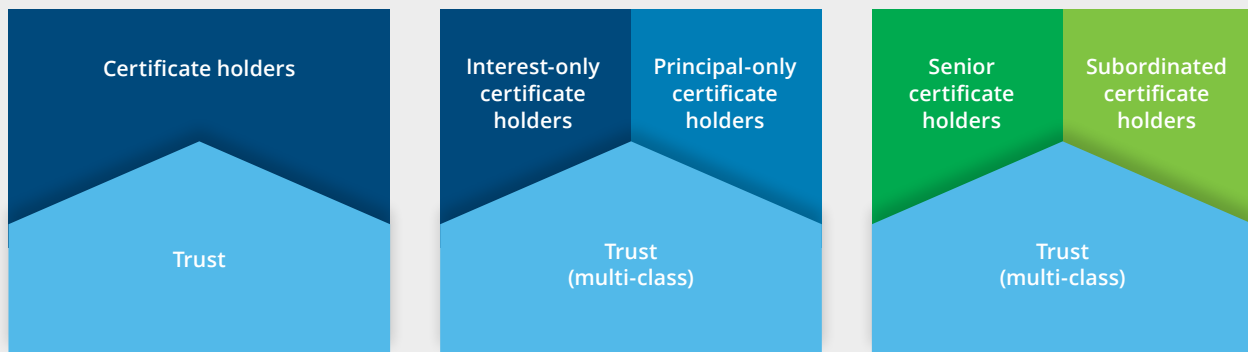 Certificate holders
Trust
Interest-only
certificate
holders
Principal-only
certificate
holders
Trust
(multi-class)
Senior
certificate
holders
Subordinated
certificate
holders
Trust
(multi-class)